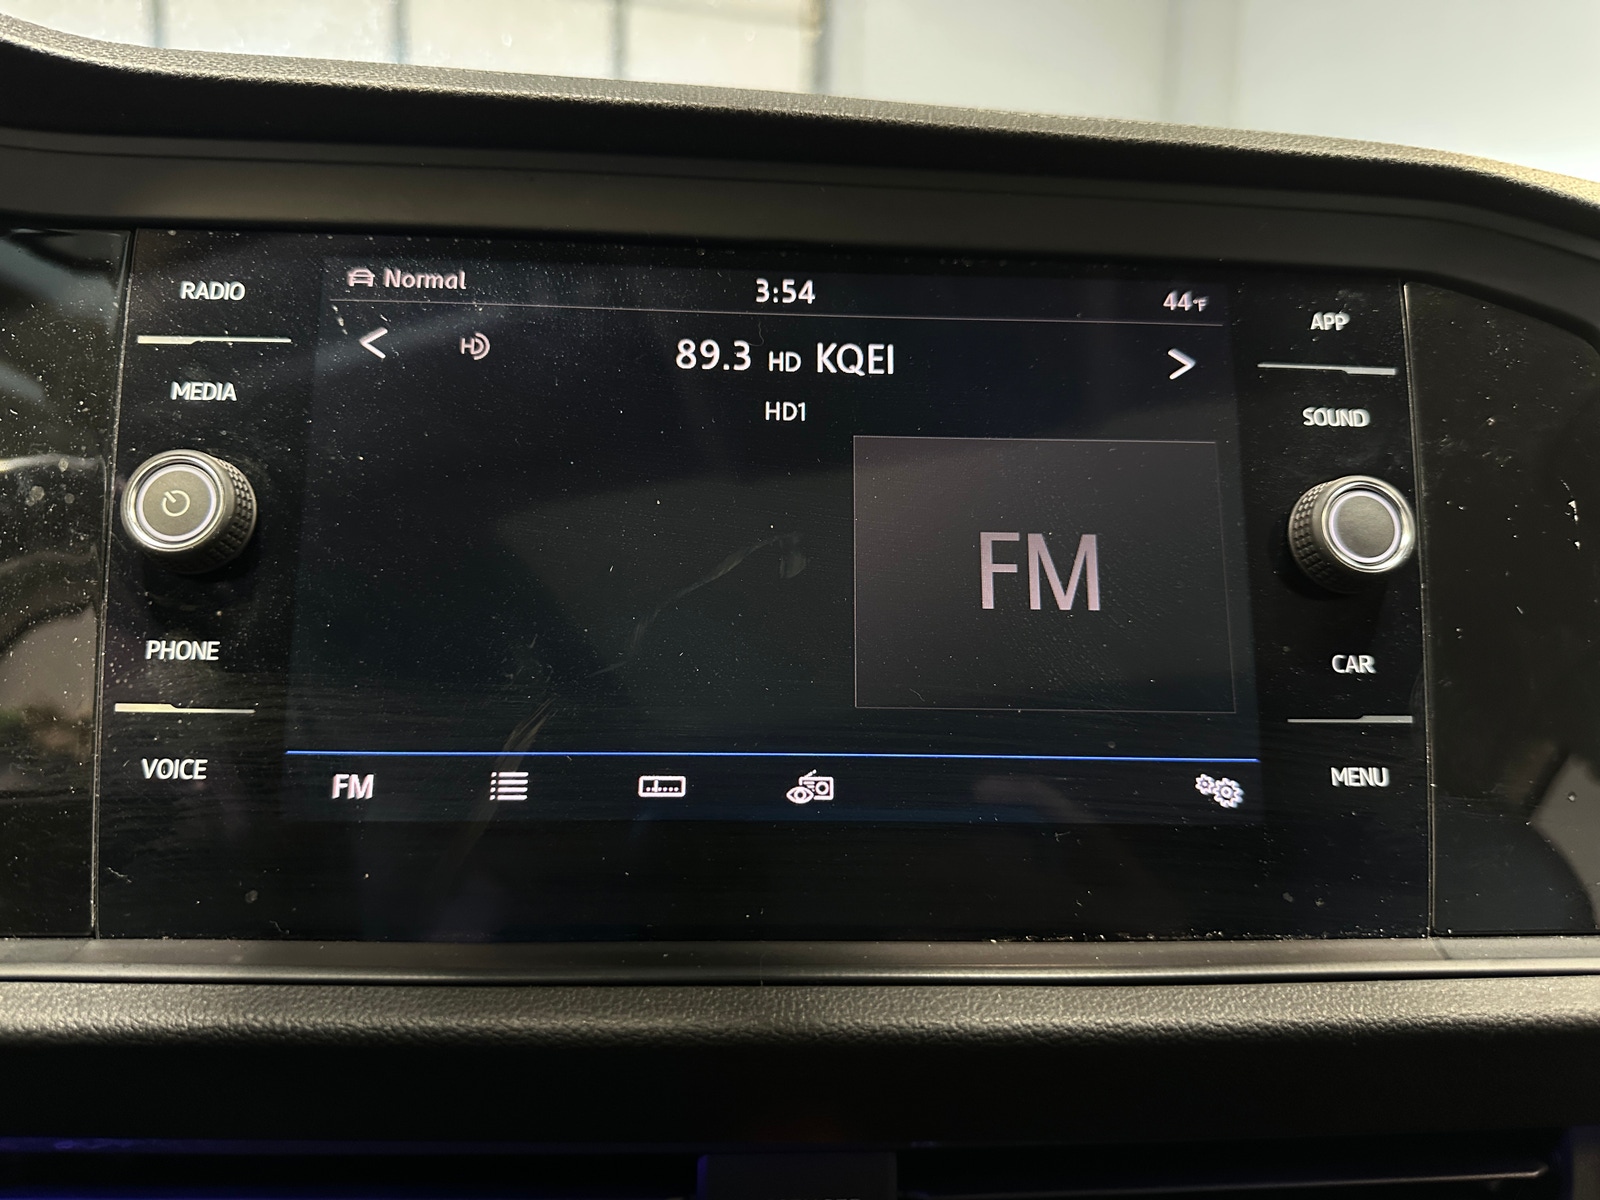 RADIO
MEDIA
PHONE
VOICE
Normal
3:54
44°F
HD
89.3 HD KQEI
HD1
FM
FM
APP
SOUND
CAR
MENU